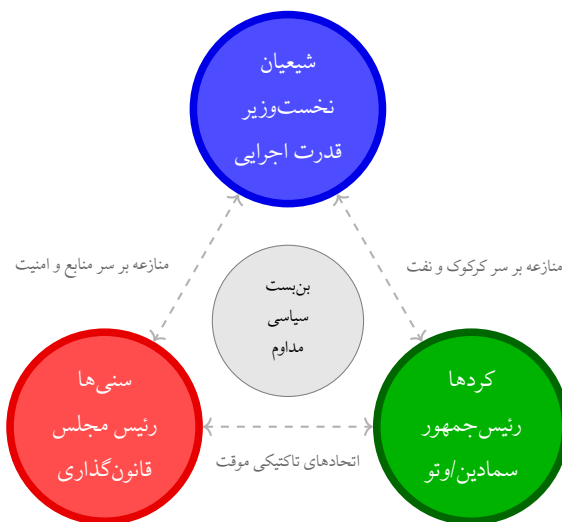 شیعیان
نخست‌وزیر
قدرت اجرایی
منازعه بر سر کرکوک و نفت
منازعه بر سر منابع و امنیت
بن‌بست
سیاسی
مداوم
کردها
رئیس‌جمهور
سمادین/وتو
سنی‌ها
رئیس مجلس
قانون‌گذاری
اتحادهای تاکتیکی موقت